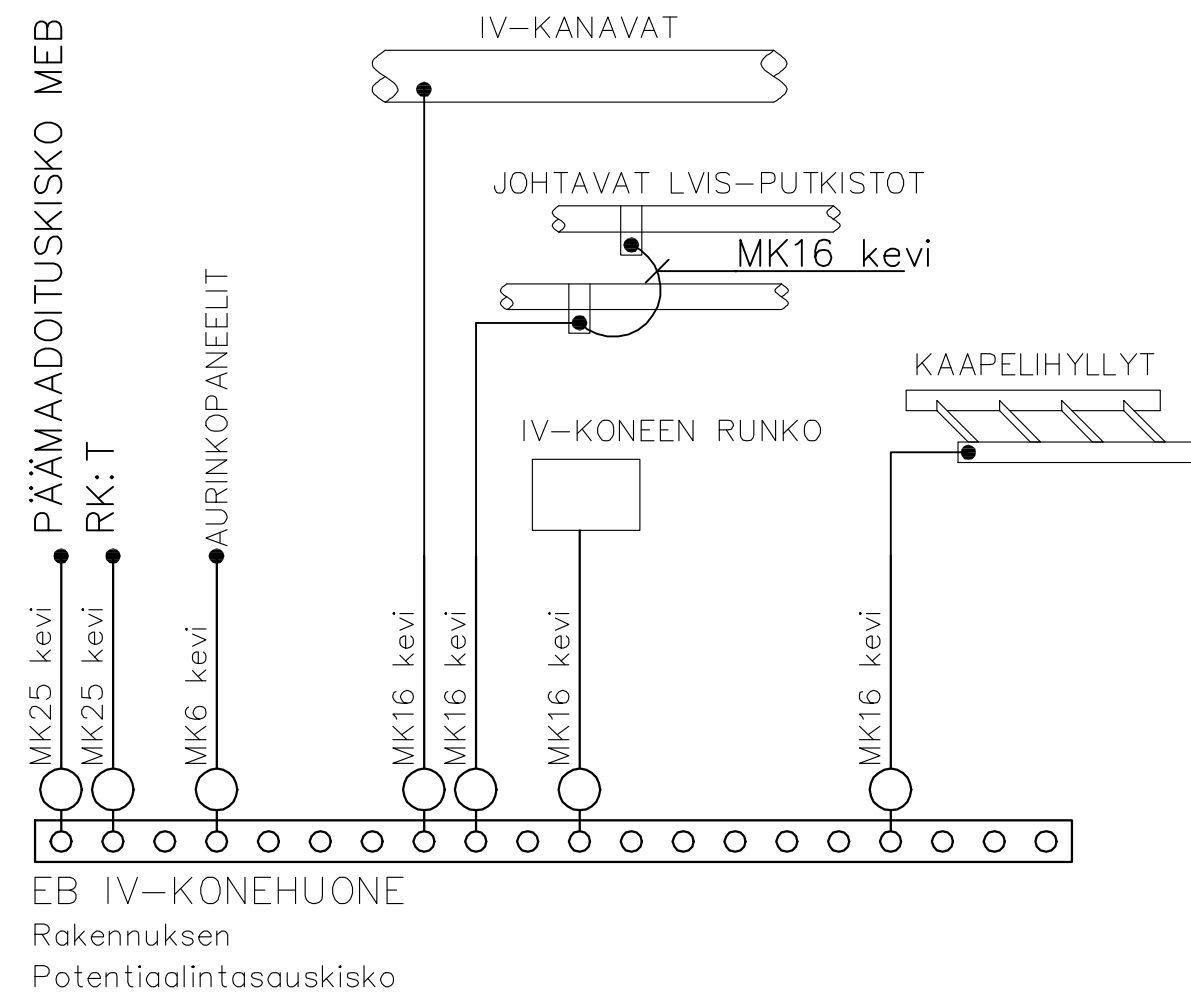 IV-KANAVAT
JOHTAVAT LVIS-PUTKISTOT
MK16 kevi
KAAPELIHYLLYT
IV-KONEEN RUNKO
PÄÄMAADOITUSKISKO MEB
RK:T
AURINKOPANEELIT
MK25 kevi
MK25 kevi
MK6 kevi
MK16 kevi
MK16 kevi
MK16 kevi
MK16 kevi
EB IV-KONEHUONE
Rakennuksen
Potentiaalintasauskisko